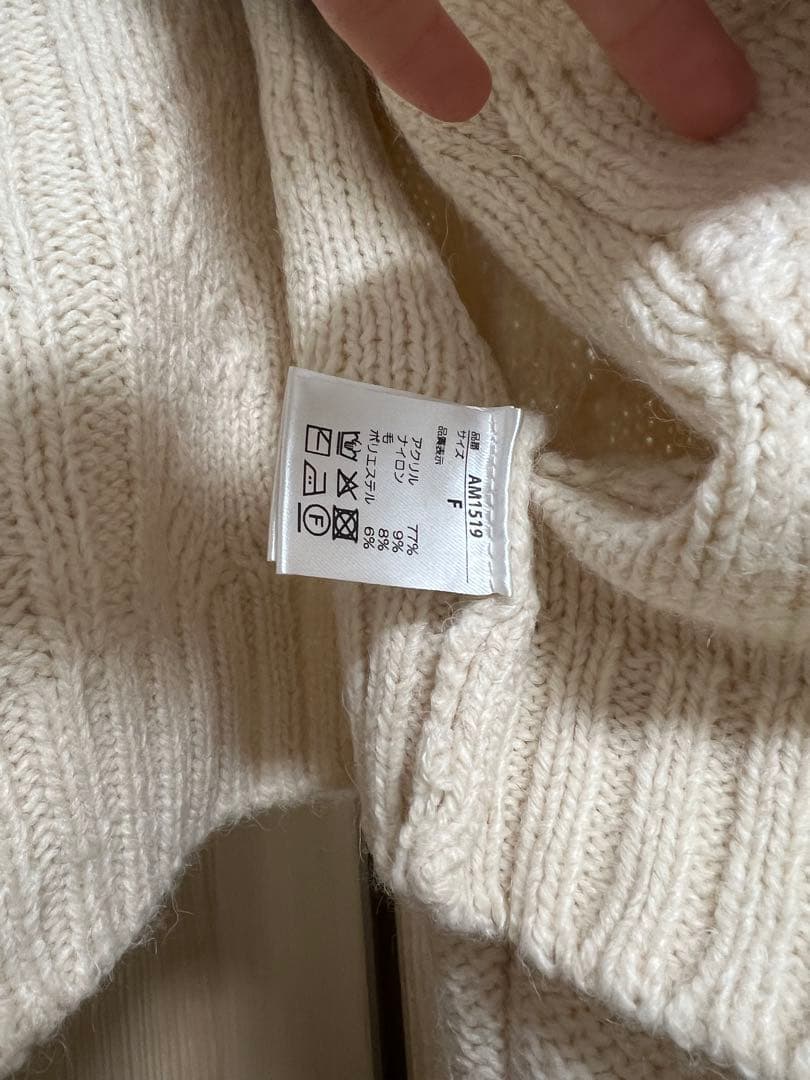 品番 AM1519
サイズ F
品質表示
アクリル 77%
ナイロン 9%
毛 8%
ポリエステル 6%
F